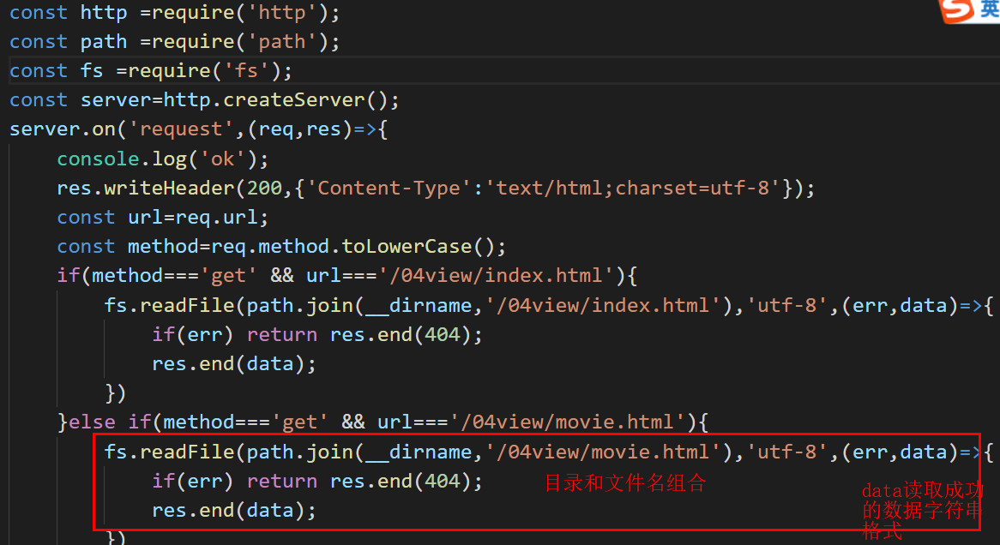 const http =require('http');
英
const path =require('path');
const fs =require('fs');
const server=http.createServer();
server.on('request',(req,res)=>{
console.log('ok');
res.writeHeader(200,{'Content-Type':'text/html;charset=utf-8'});
const url=req.url;
const method=req.method.toLowerCase();
if(method==='get' && url==='/04view/index.html'){
fs.readFile(path.join(__dirname,'/04view/index.html'),'utf-8',(err,data)=>{
if(err) return res.end(404);
res.end(data);
})
}else if(method==='get' && url==='/04view/movie.html'){
fs.readFile(path.join(__dirname,'/04view/movie.html'),'utf-8',(err,data)=>{
if(err) return res.end(404);
目录和文件名组合
res.end(data);
data读取成功
的数据字符串
格式
})